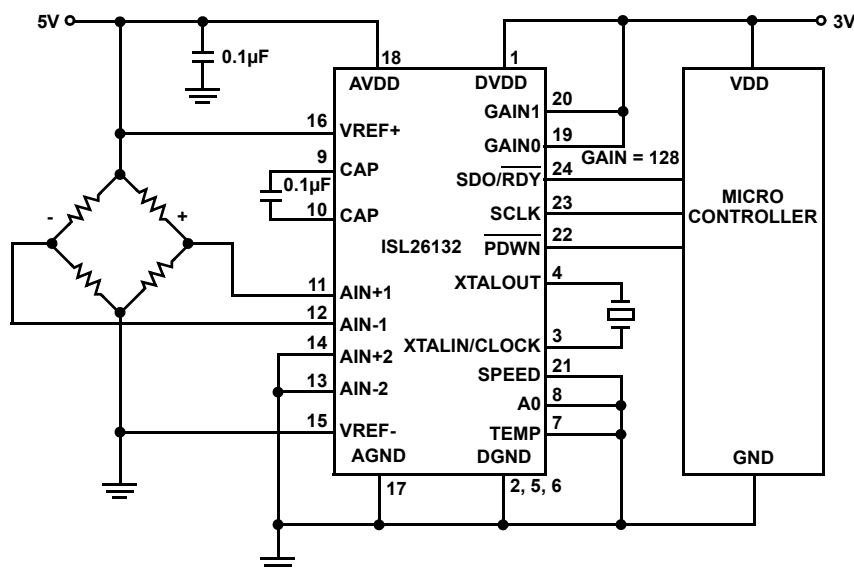 5V
3V
0.1µF
18
1
AVDD
DVDD
VDD
16
VREF+
GAIN1
20
GAIN0
19
GAIN = 128
9
CAP
0.1µF
10
CAP
SDO/RDY
24
SCLK
23
MICRO
CONTROLLER
-
+
ISL26132
PDWN
22
11
AIN+1
XTALOUT
4
12
AIN-1
14
AIN+2
XTALIN/CLOCK
3
13
AIN-2
SPEED
21
A0
8
15
VREF-
TEMP
7
AGND
DGND
GND
17
2, 5, 6